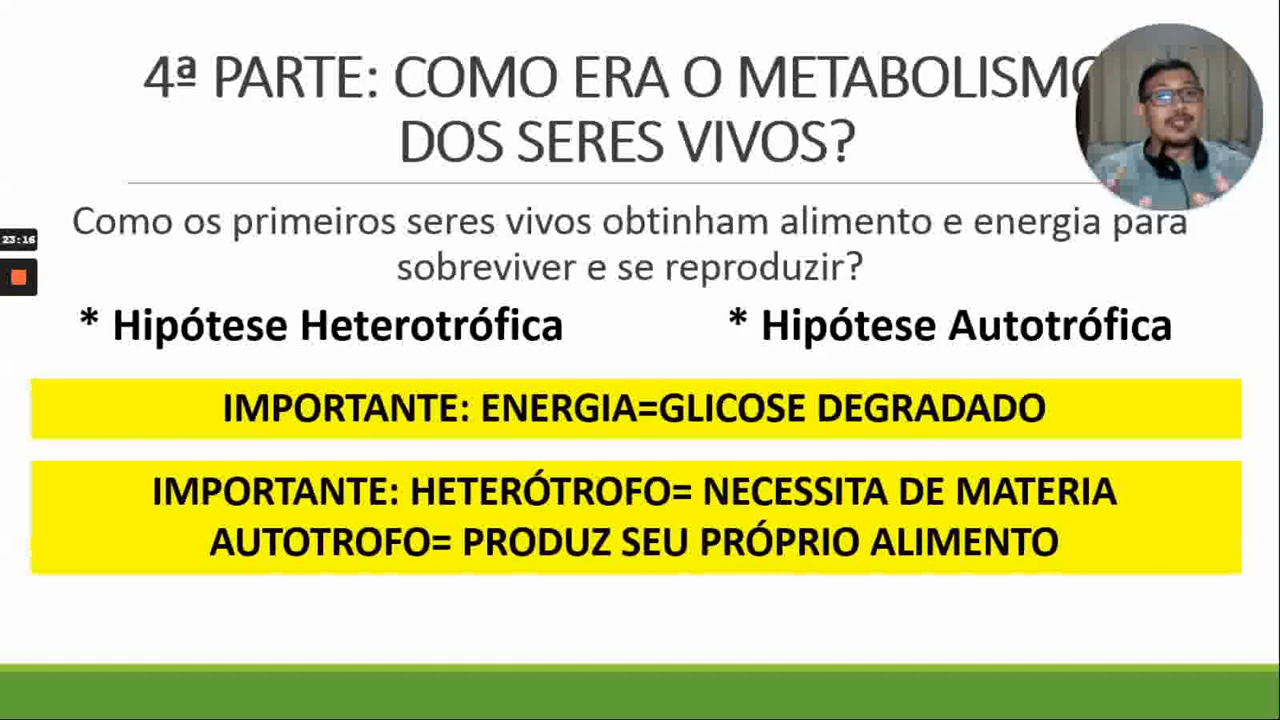 4ª PARTE: COMO ERA O METABOLISMO
DOS SERES VIVOS?
Como os primeiros seres vivos obtinham alimento e energia para
sobreviver e se reproduzir?
* Hipótese Heterotrófica * Hipótese Autotrófica
IMPORTANTE: ENERGIA=GLICOSE DEGRADADO
IMPORTANTE: HETERÓTROFO= NECESSITA DE MATERIA
AUTOTROFO= PRODUZ SEU PRÓPRIO ALIMENTO
23:16